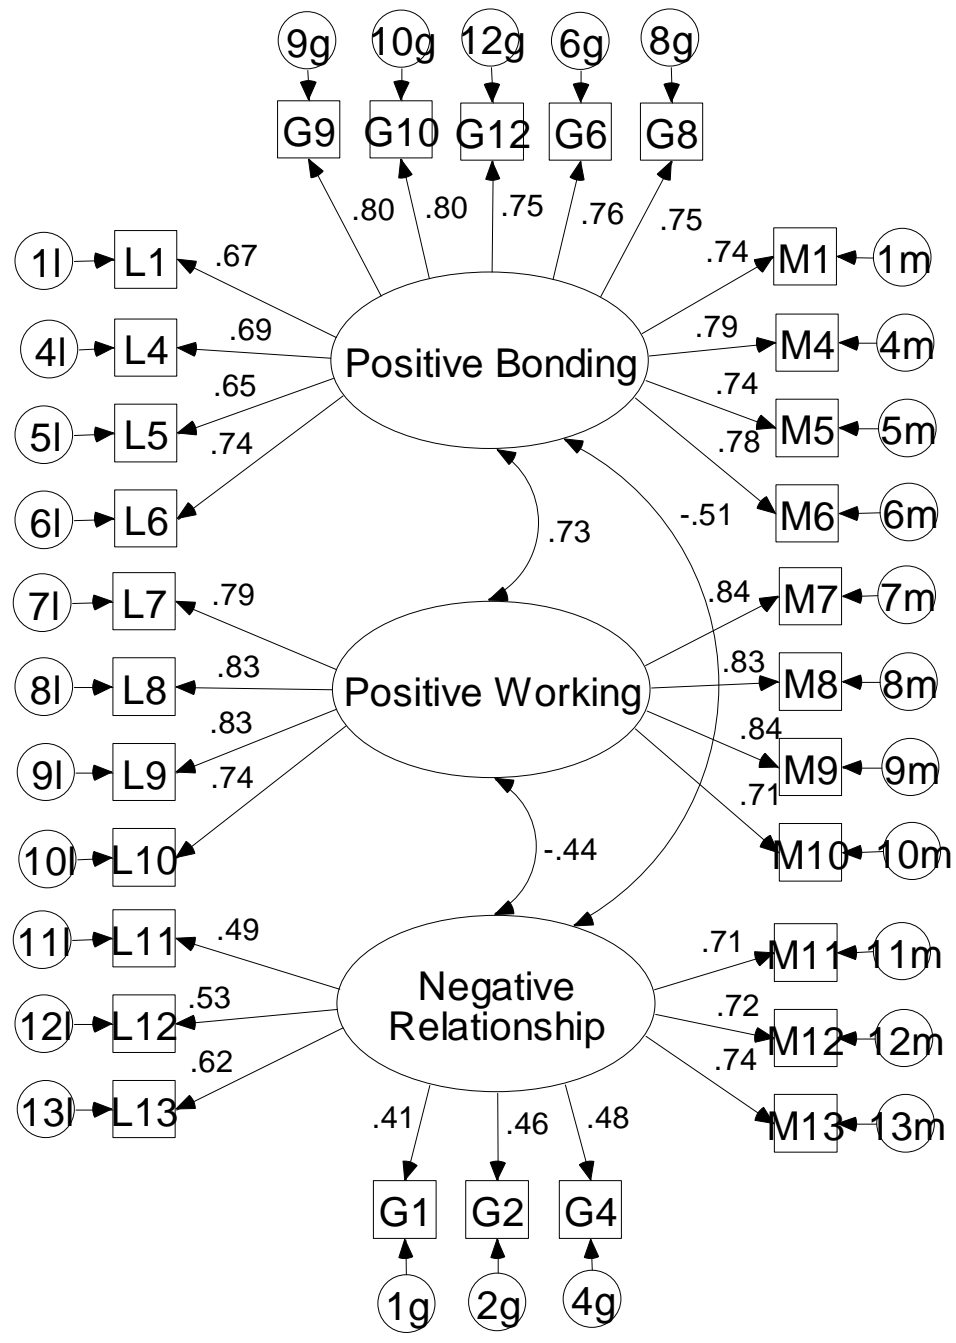 9g 10g 12g 6g 8g
G9 G10 G12 G6 G8
.80 .80 .75 .76 .75
1l L1 .67 .74 M1 1m
4l L4 .69 .79 M4 4m
Positive Bonding
5l L5 .65 .74 M5 5m
6l L6 .74 .78 M6 6m
.73 -.51
7l L7 .79 .84 M7 7m
8l L8 .83 .83 M8 8m
Positive Working
9l L9 .83 .84 M9 9m
10l L10 .74 .71 M10 10m
-.44
11l L11 .49 .71 M11 11m
Negative
Relationship
12l L12 .53 .72 M12 12m
13l L13 .62 .74 M13 13m
.41 .46 .48
G1 G2 G4
1g 2g 4g